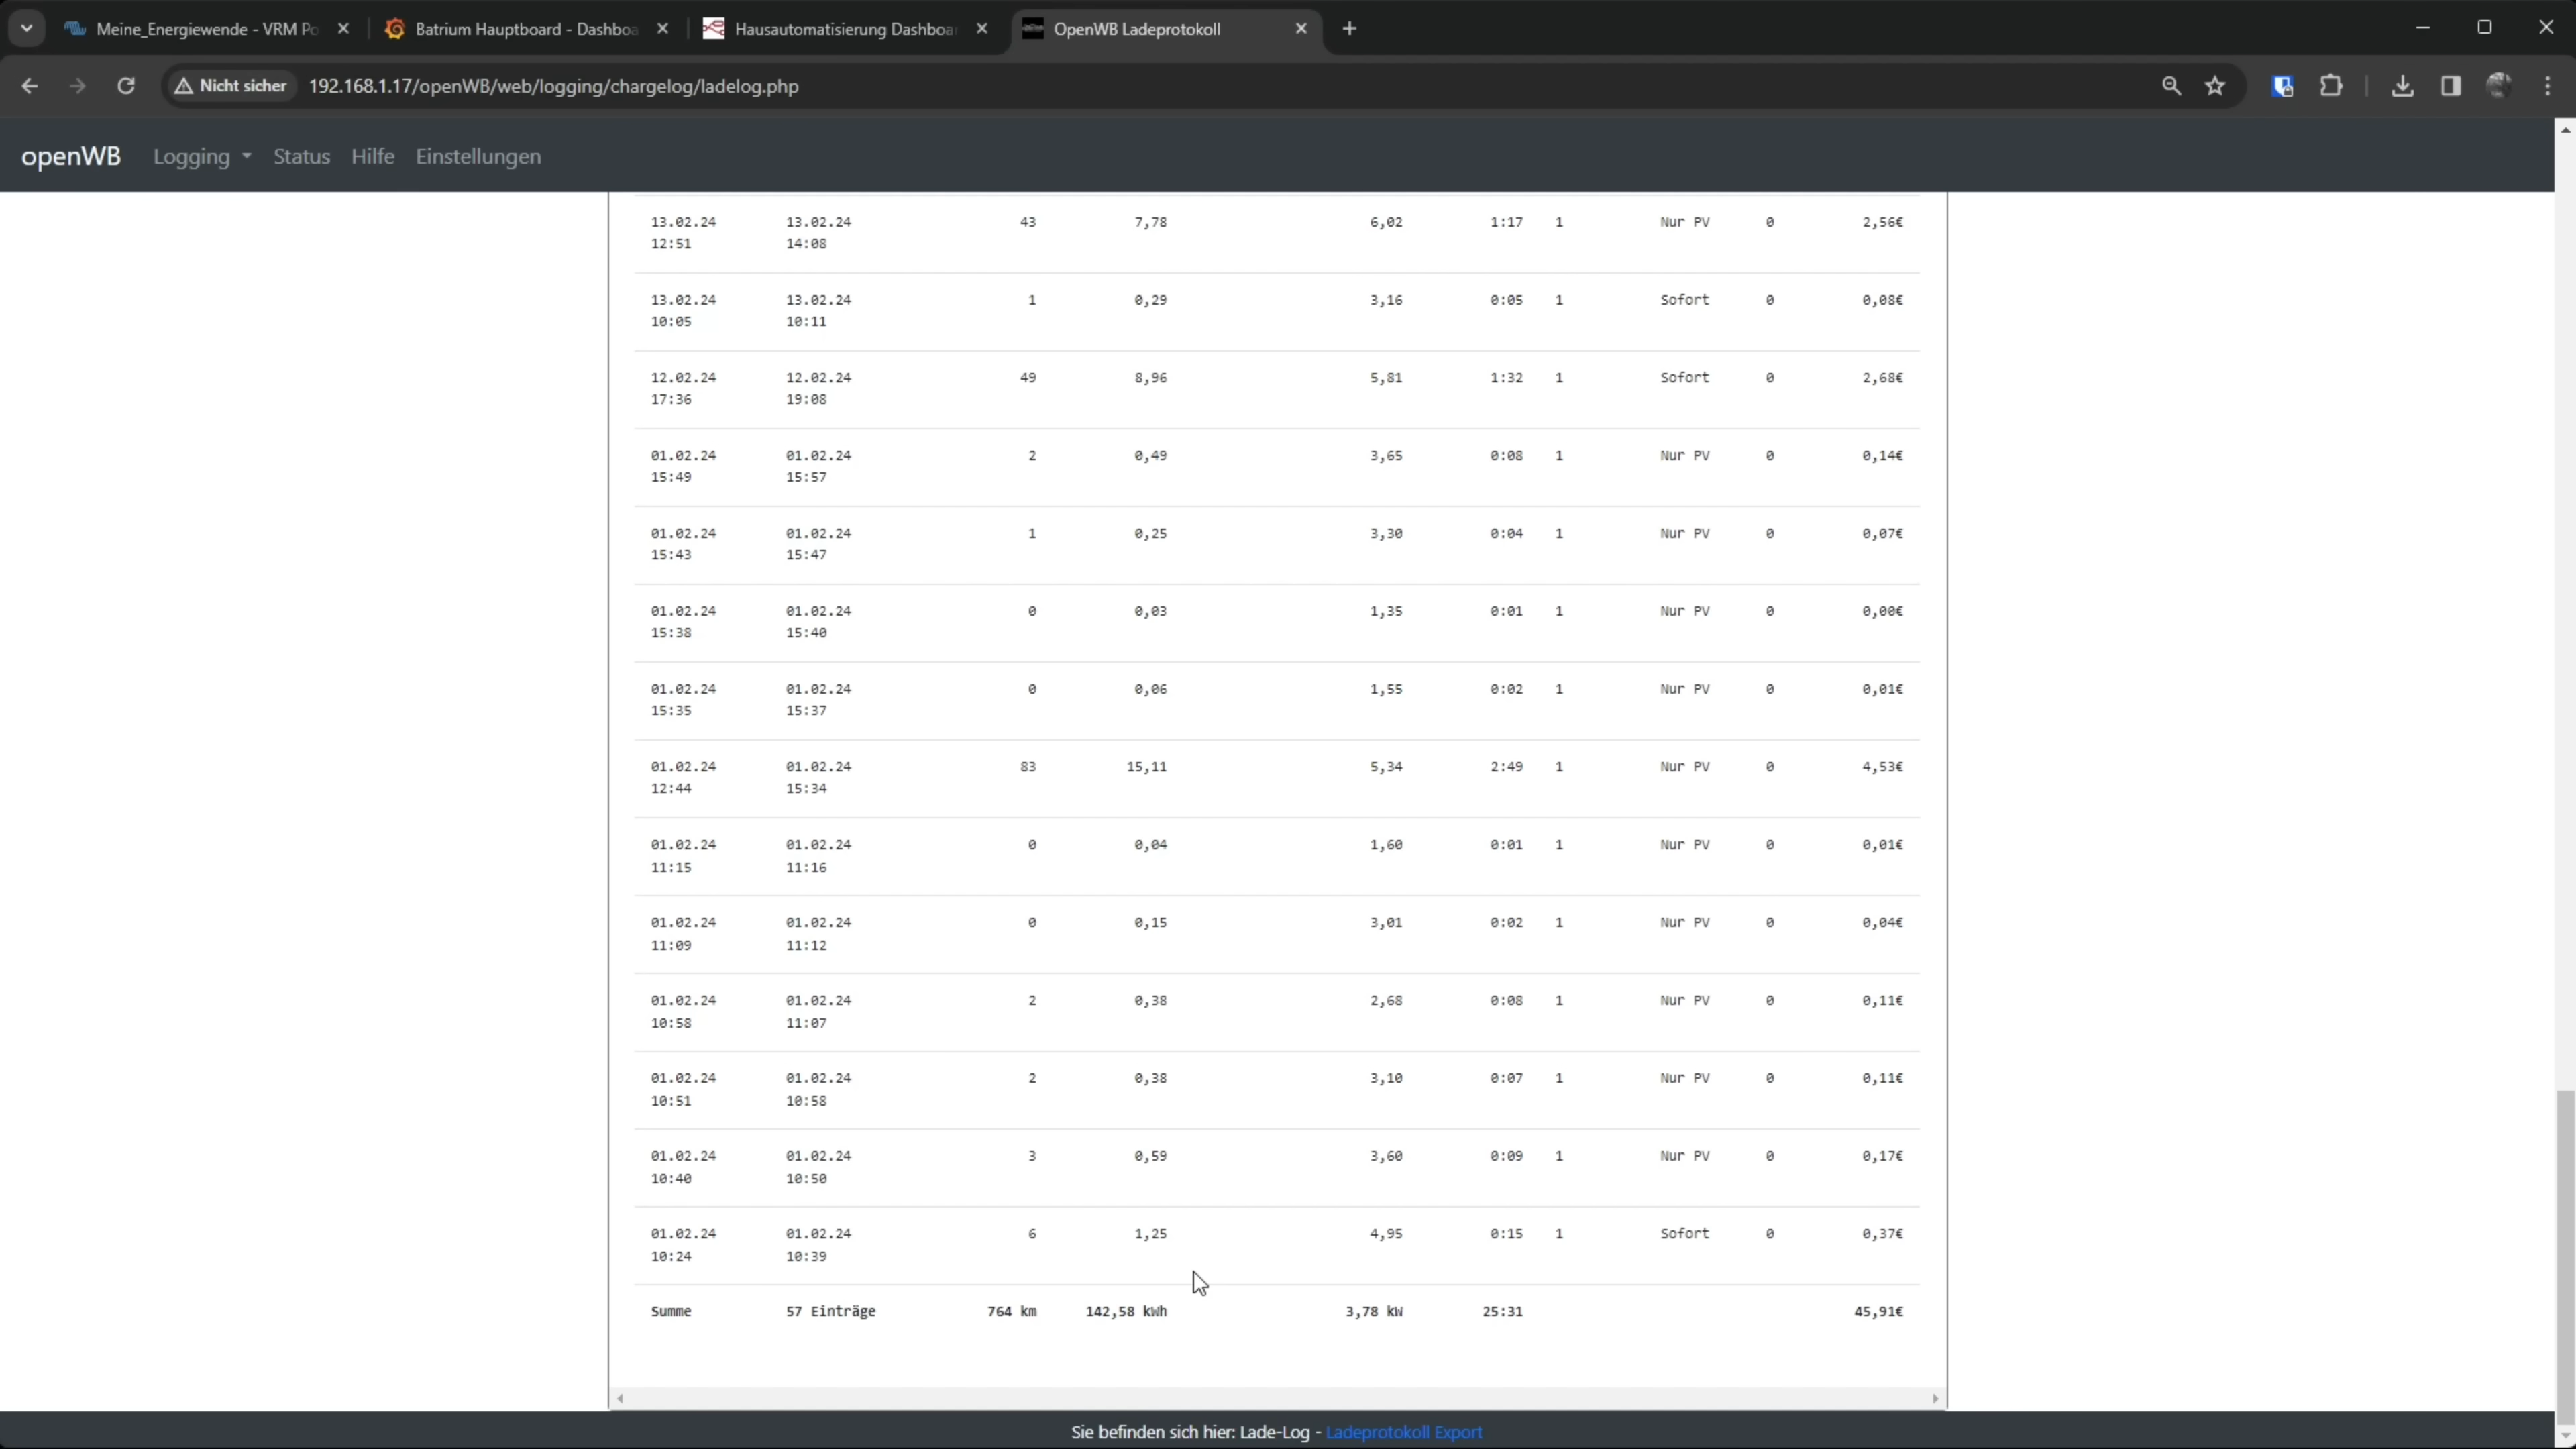 Meine_Energiewende - VRM Po
Batrium Hauptboard - Dashboa
Hausautomatisierung Dashboar
OpenWB Ladeprotokoll
Nicht sicher 192.168.1.17/openWB/web/logging/chargelog/ladelog.php
openWB Logging Status Hilfe Einstellungen
13.02.24 13.02.24 43 7,78 6,02 1:17 1 Nur PV 0 2,56€
12:51 14:08
13.02.24 13.02.24 1 0,29 3,16 0:05 1 Sofort 0 0,08€
10:05 10:11
12.02.24 12.02.24 49 8,96 5,81 1:32 1 Sofort 0 2,68€
17:36 19:08
01.02.24 01.02.24 2 0,49 3,65 0:08 1 Nur PV 0 0,14€
15:49 15:57
01.02.24 01.02.24 1 0,25 3,30 0:04 1 Nur PV 0 0,07€
15:43 15:47
01.02.24 01.02.24 0 0,03 1,35 0:01 1 Nur PV 0 0,00€
15:38 15:40
01.02.24 01.02.24 0 0,06 1,55 0:02 1 Nur PV 0 0,01€
15:35 15:37
01.02.24 01.02.24 83 15,11 5,34 2:49 1 Nur PV 0 4,53€
12:44 15:34
01.02.24 01.02.24 0 0,04 1,60 0:01 1 Nur PV 0 0,01€
11:15 11:16
01.02.24 01.02.24 0 0,15 3,01 0:02 1 Nur PV 0 0,04€
11:09 11:12
01.02.24 01.02.24 2 0,38 2,68 0:08 1 Nur PV 0 0,11€
10:58 11:07
01.02.24 01.02.24 2 0,38 3,10 0:07 1 Nur PV 0 0,11€
10:51 10:58
01.02.24 01.02.24 3 0,59 3,60 0:09 1 Nur PV 0 0,17€
10:40 10:50
01.02.24 01.02.24 6 1,25 4,95 0:15 1 Sofort 0 0,37€
10:24 10:39
Summe 57 Einträge 764 km 142,58 kWh 3,78 kW 25:31 45,91€
Sie befinden sich hier: Lade-Log - Ladeprotokoll Export